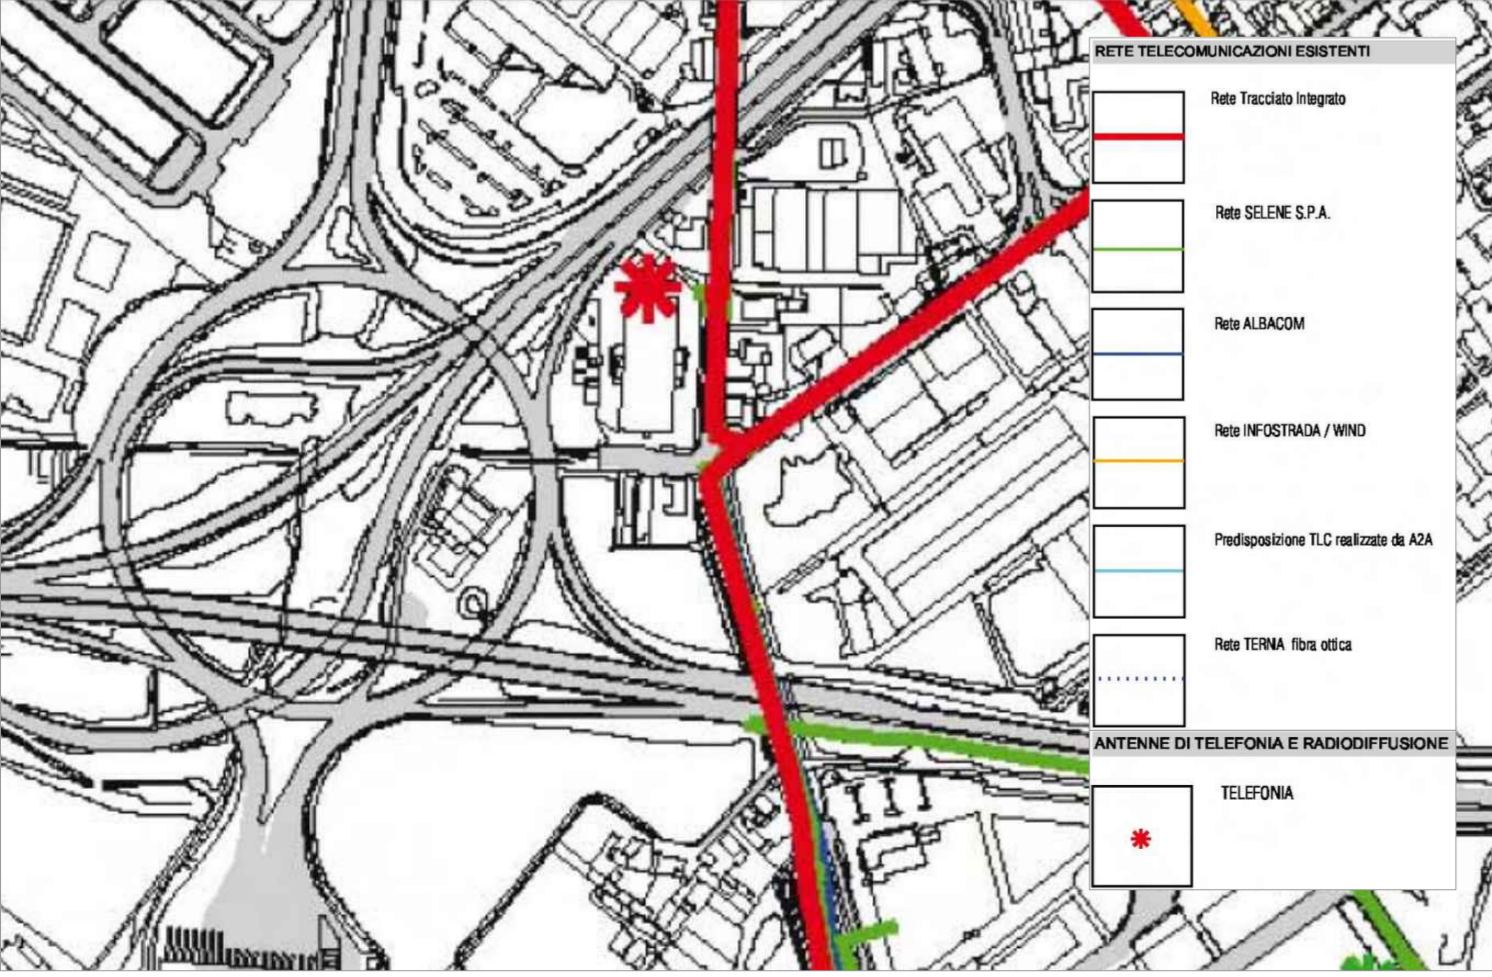 RETE TELECOMUNICAZIONI ESISTENTI
Rete Tracciato Integrato
Rete SELENE S.P.A.
Rete ALBACOM
Rete INFOSTRADA / WIND
Predisposizione TLC realizzate da A2A
Rete TERNA fibra ottica
ANTENNE DI TELEFONIA E RADIODIFFUSIONE
TELEFONIA